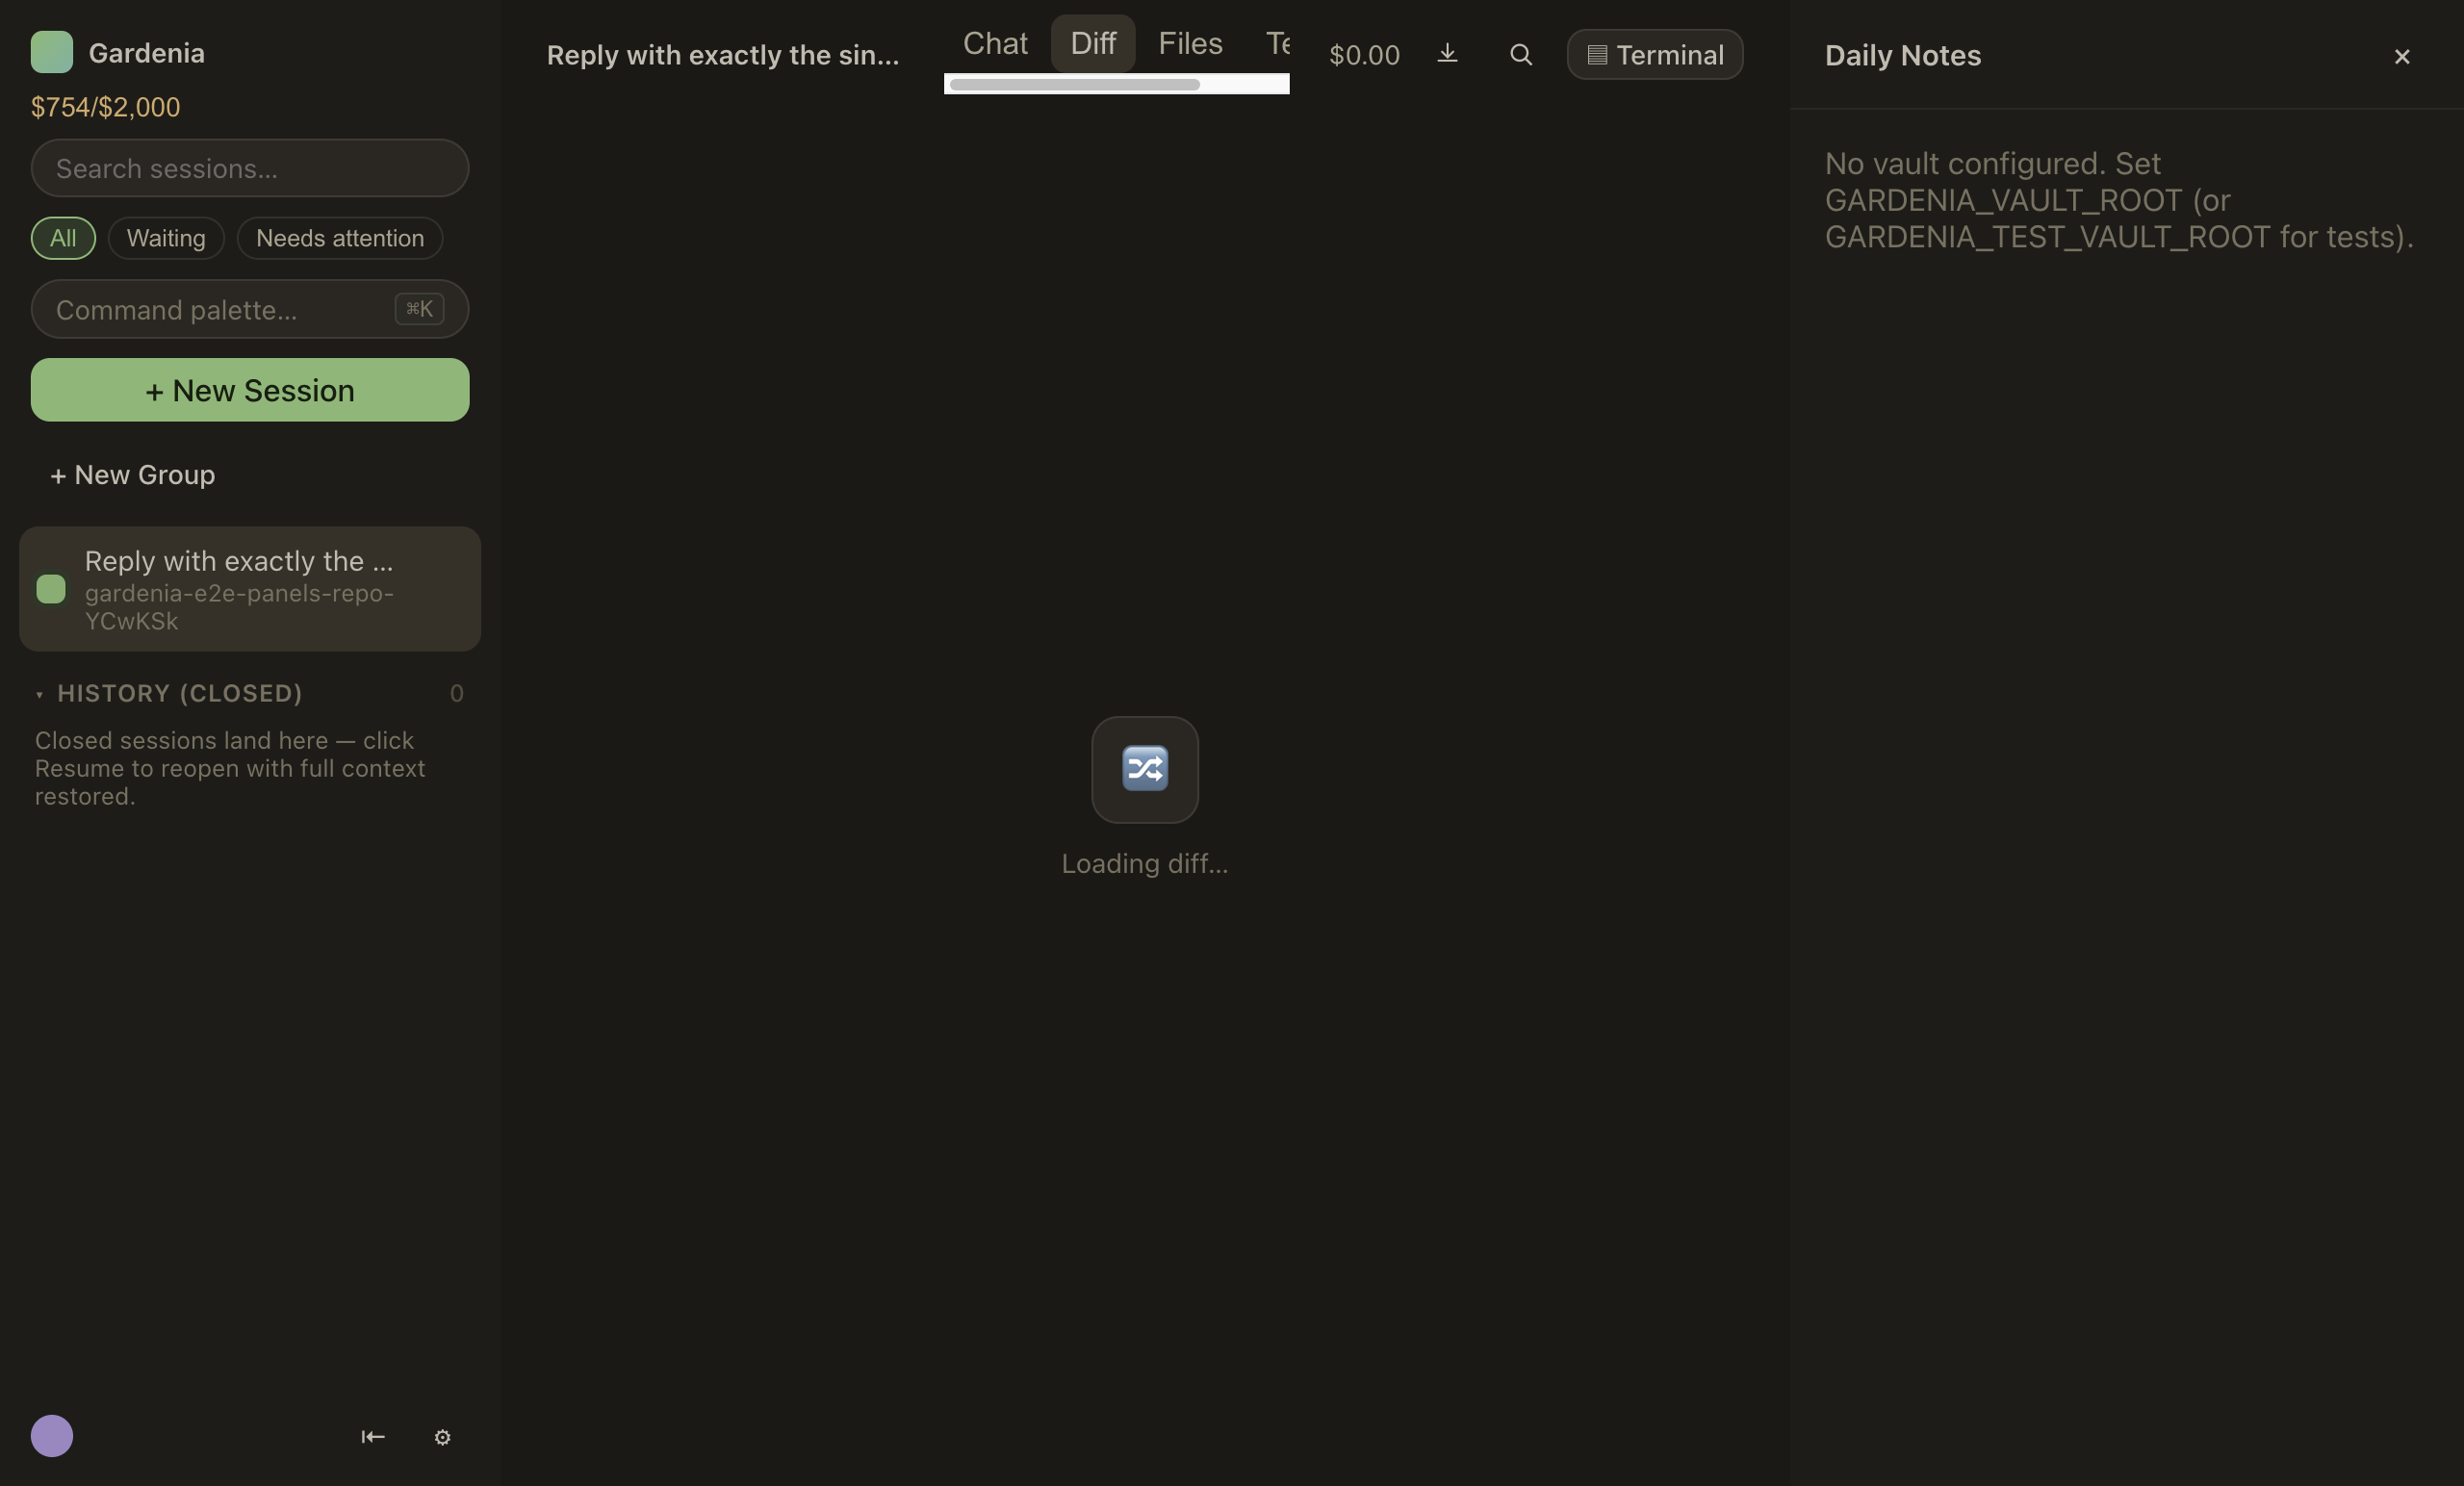 Gardenia
$754/$2,000
Search sessions...
All
Waiting
Needs attention
Command palette...
⌘K
+ New Session
+ New Group
Reply with exactly the ...
gardenia-e2e-panels-repo-
YCwKSk
HISTORY (CLOSED)
0
Closed sessions land here — click
Resume to reopen with full context
restored.
Reply with exactly the sin...
Chat
Diff
Files
Te
$0.00
Terminal
Loading diff...
Daily Notes
No vault configured. Set
GARDENIA_VAULT_ROOT (or
GARDENIA_TEST_VAULT_ROOT for tests).